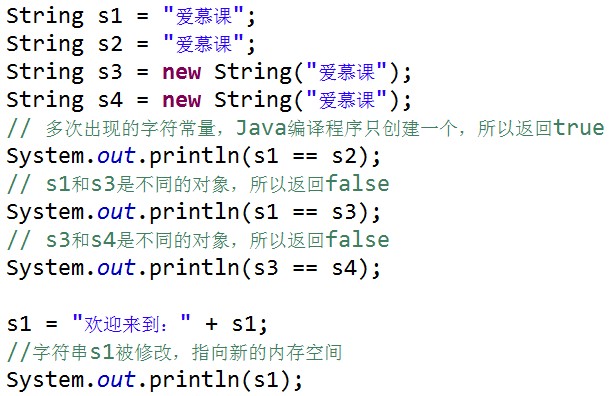 String s1 = "爱慕课";
String s2 = "爱慕课";
String s3 = new String("爱慕课");
String s4 = new String("爱慕课");
// 多次出现的字符常量，Java编译程序只创建一个，所以返回true
System.out.println(s1 == s2);
// s1和s3是不同的对象，所以返回false
System.out.println(s1 == s3);
// s3和s4是不同的对象，所以返回false
System.out.println(s3 == s4);
s1 = "欢迎来到：" + s1;
//字符串s1被修改，指向新的内存空间
System.out.println(s1);